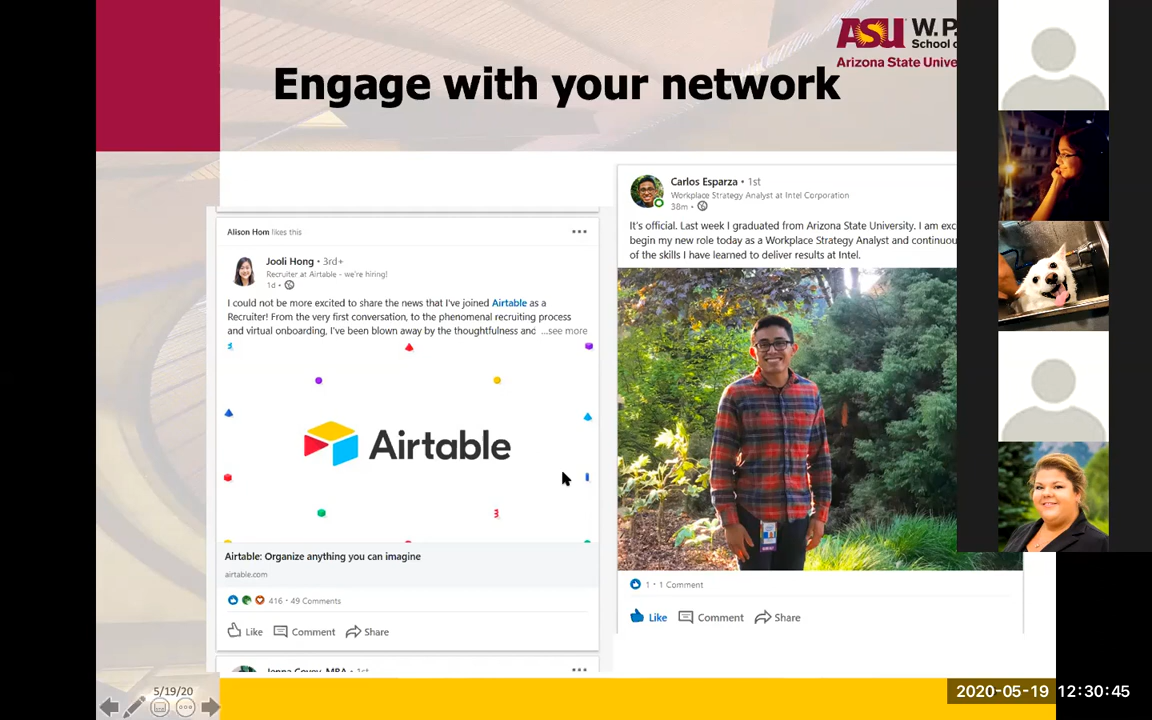 ASU W. P.
School
Arizona State
Engage with your network
Alison Hom likes this
Jooli Hong • 3rd+
Recruiter at Airtable - we're hiring!
1d •
I could not be more excited to share the news that I've joined Airtable as a
Recruiter! From the very first conversation, to the phenomenal recruiting process
and virtual onboarding, I've been blown away by the thoughtfulness and ...see more
Airtable
Airtable: Organize anything you can imagine
airtable.com
416 • 49 Comments
Like Comment Share
Carlos Esparza • 1st
Workplace Strategy Analyst at Intel Corporation
38m •
It's official. Last week I graduated from Arizona State University. I am
begin my new role today as a Workplace Strategy Analyst and
of the skills I have learned to deliver results at Intel.
1 • 1 Comment
Like Comment Share
5/19/20
2020-05-19 12:30:45